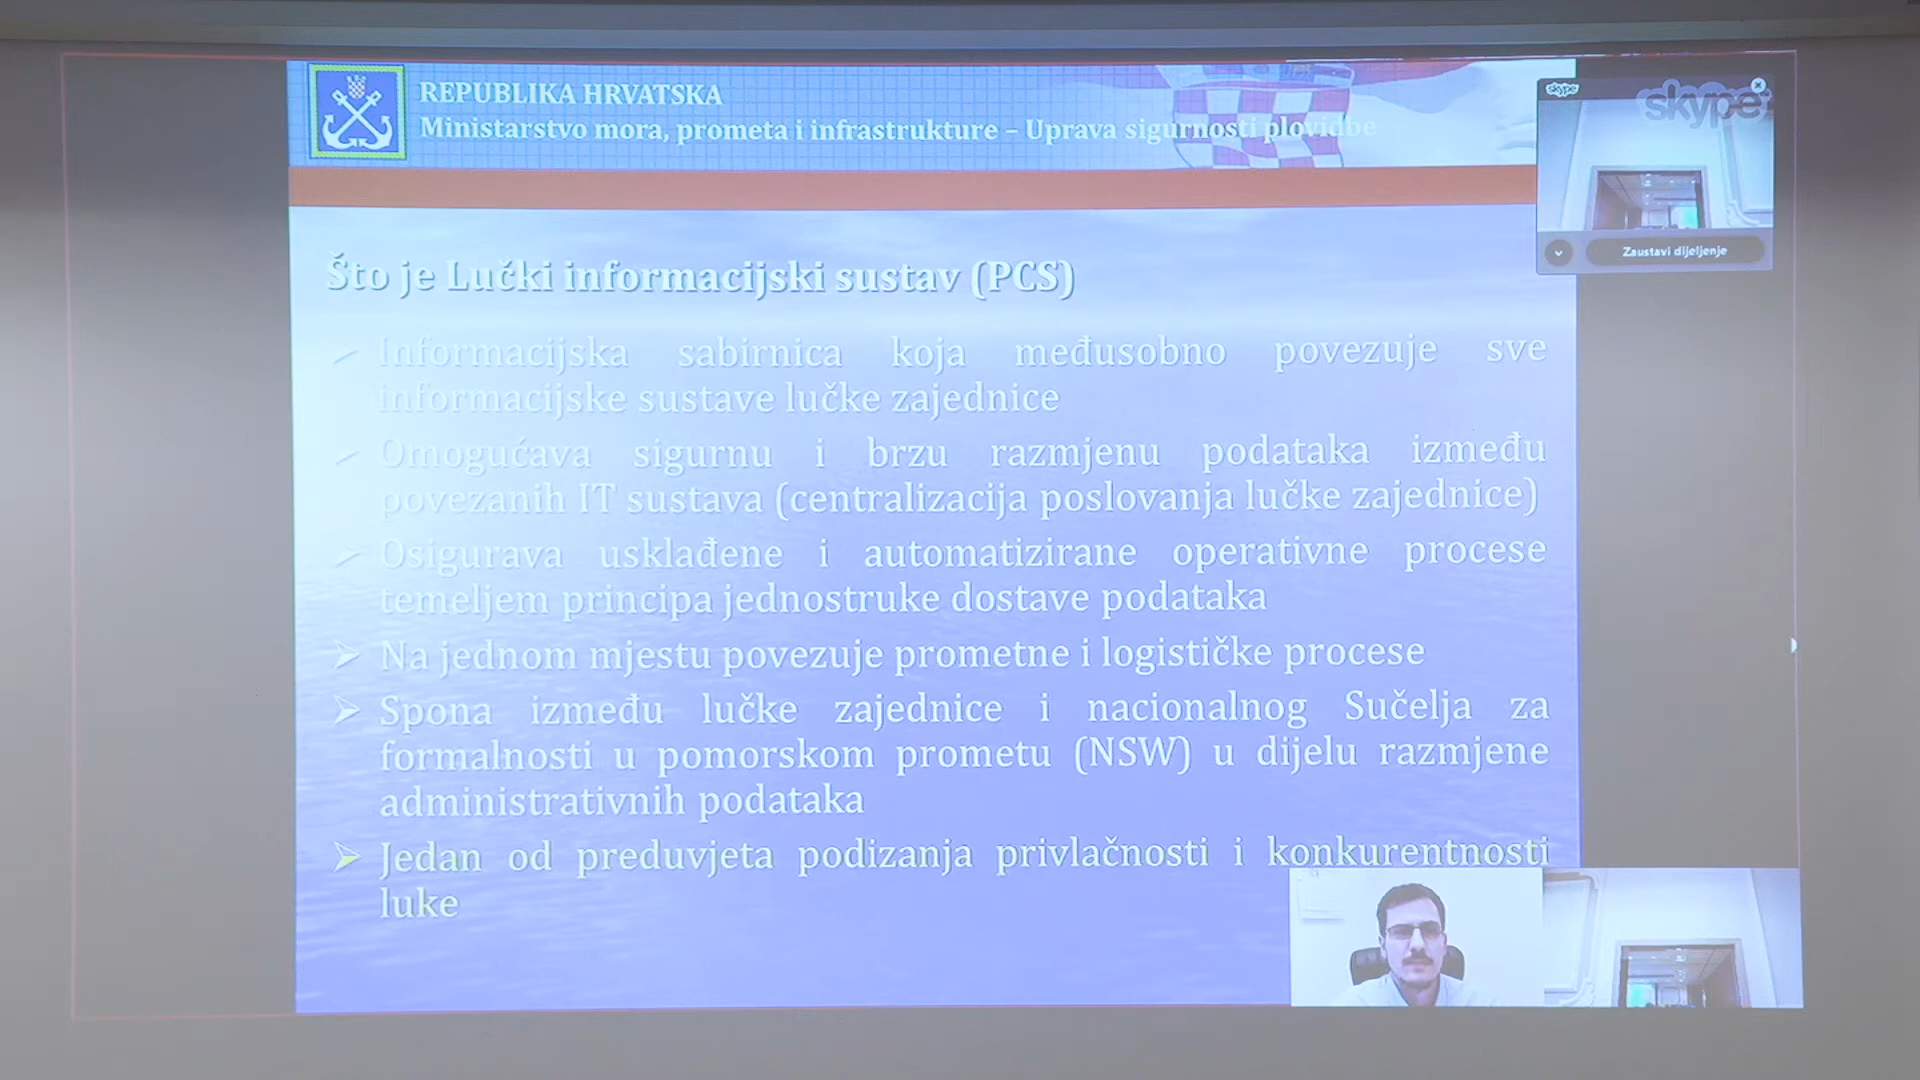 REPUBLIKA HRVATSKA
Ministarstvo mora, prometa i infrastrukture – Uprava sigurnosti plovidbe
skype
skype
Zaustavi dijeljenje
Što je Lučki informacijski sustav (PCS)
Informacijska sabirnica koja međusobno povezuje sve
informacijske sustave lučke zajednice
Omogućava sigurnu i brzu razmjenu podataka između
povezanih IT sustava (centralizacija poslovanja lučke zajednice)
Osigurava usklađene i automatizirane operativne procese
temeljem principa jednostruke dostave podataka
Na jednom mjestu povezuje prometne i logističke procese
Spona između lučke zajednice i nacionalnog Sučelja za
formalnosti u pomorskom prometu (NSW) u dijelu razmjene
administrativnih podataka
Jedan od preduvjeta podizanja privlačnosti i konkurentnosti
luke